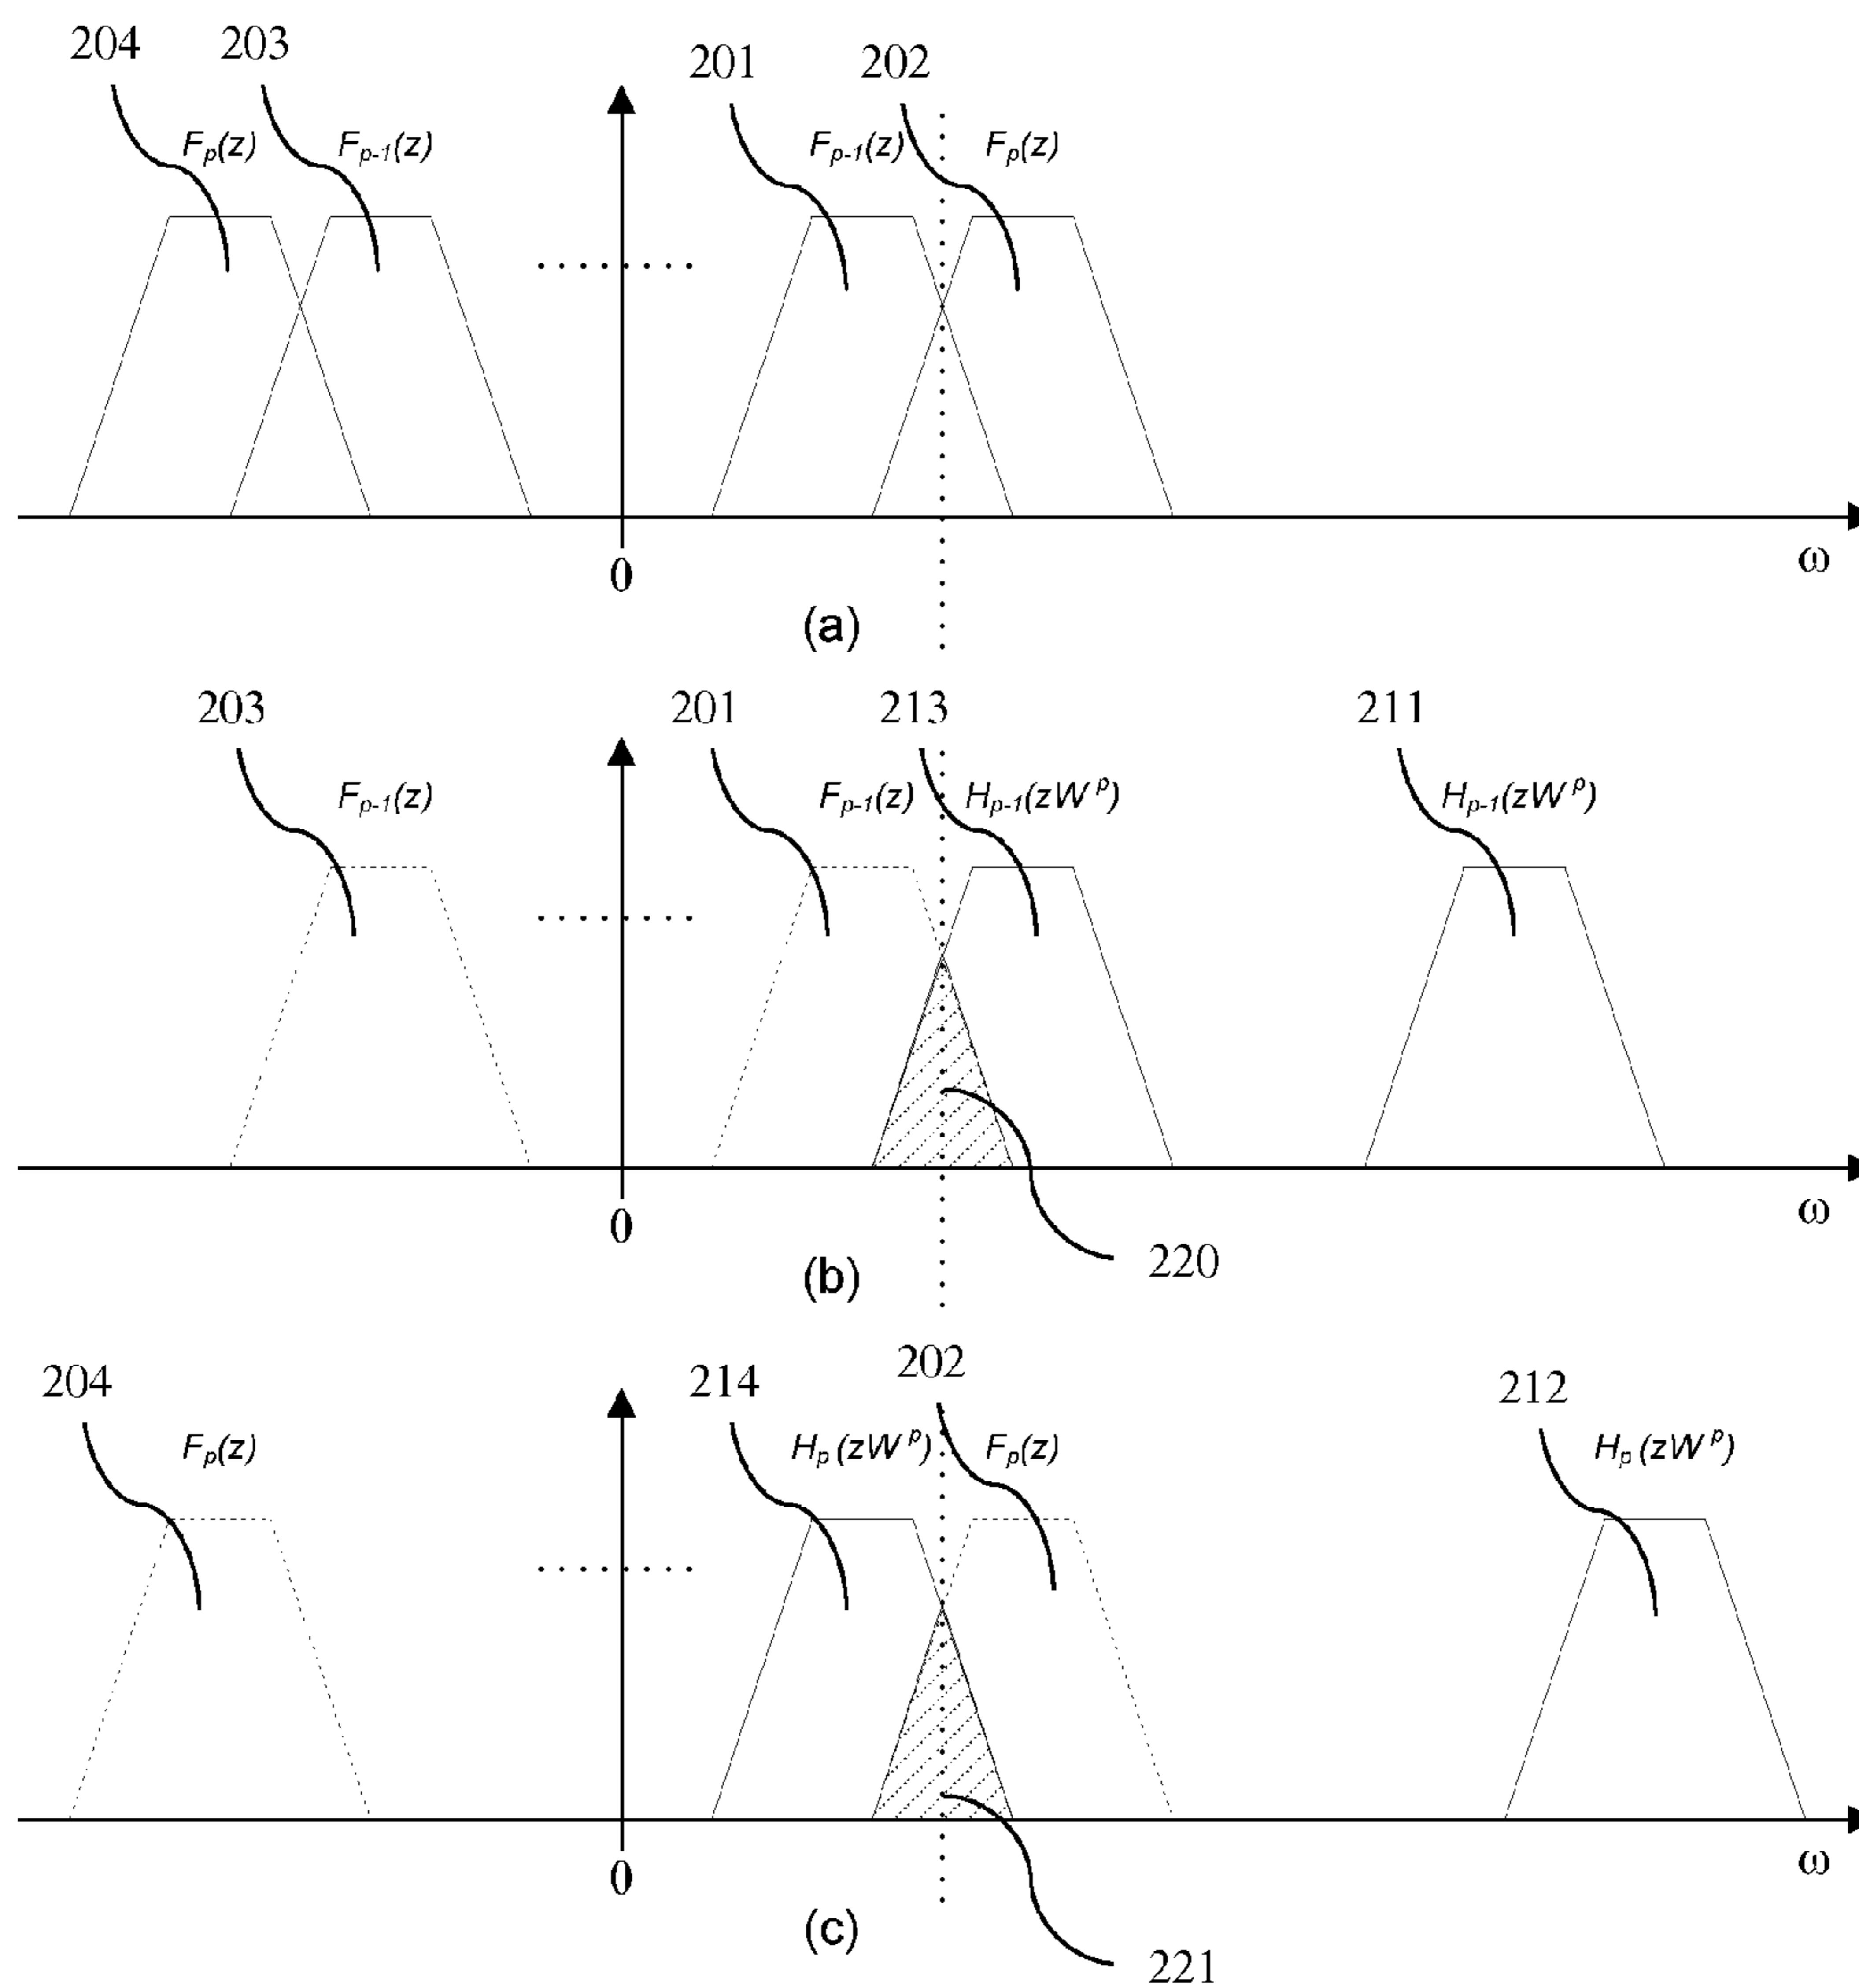 204 203 201 202
Fp(z) Fp-1(z) Fp-1(z) Fp(z)
0 ω
(a)
203 201 213 211
Fp-1(z) Fp-1(z) Hp-1(zW^p) Hp-1(zW^p)
0 ω
(b) 220
204 214 202 212
Fp(z) Hp(zW^p) Fp(z) Hp(zW^p)
0 ω
(c)
221